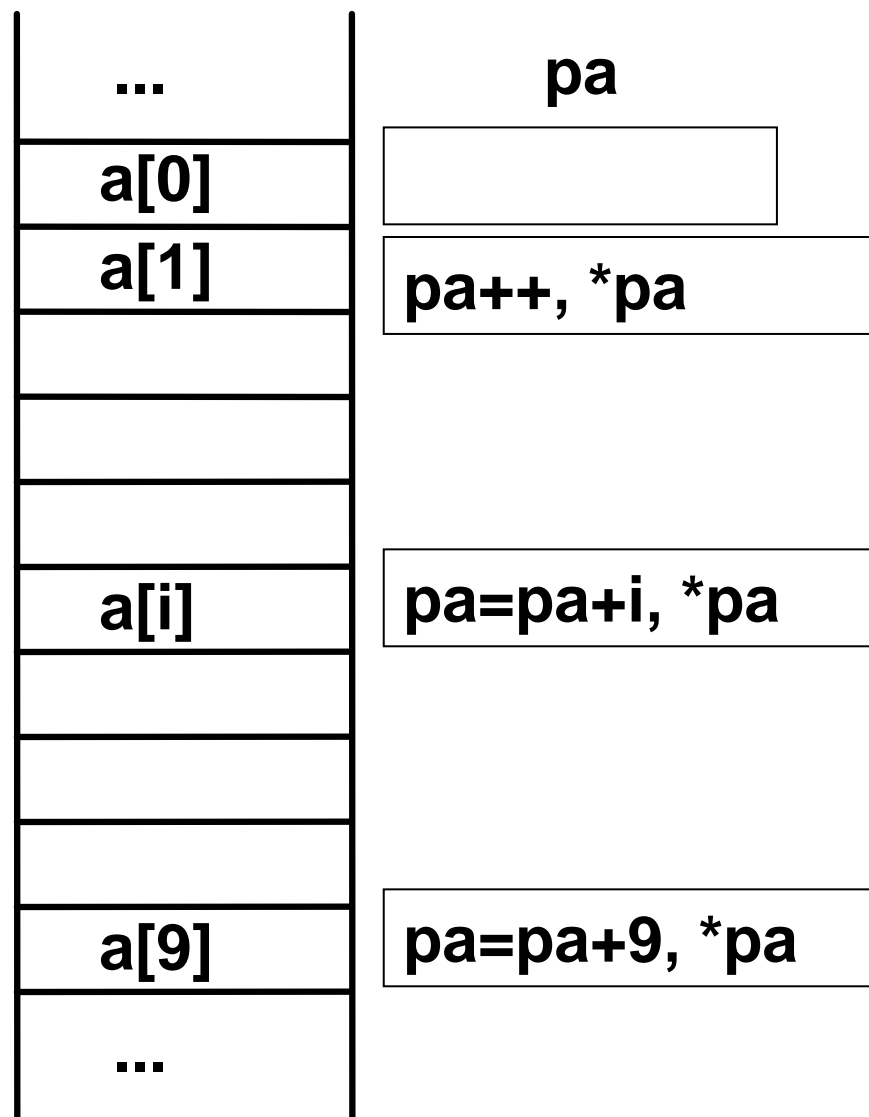 ... pa
a[0]
a[1] pa++, *pa
a[i] pa=pa+i, *pa
a[9] pa=pa+9, *pa
...